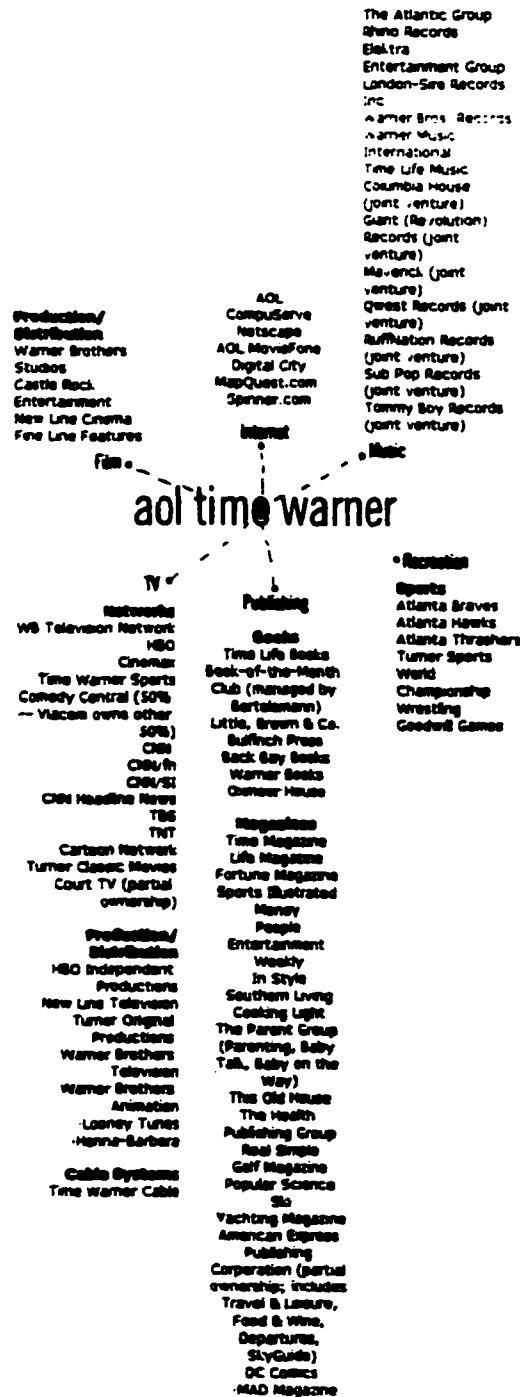 The Atlantic Group
Rhino Records
Elektra
Entertainment Group
London-Sire Records
Inc
Warner Bros. Records
Warner Music
International
Time Life Music
Columbia House
(joint venture)
Giant (Revolution)
Records (joint
venture)
Maverick (joint
venture)
Qwest Records (joint
venture)
RuffNation Records
(joint venture)
Sub Pop Records
(joint venture)
Tommy Boy Records
(joint venture)
Music
AOL
CompuServe
Netscape
AOL MovieFone
Digital City
MapQuest.com
Spinner.com
Internet
Production/
Distribution
Warner Brothers
Studios
Castle Rock
Entertainment
New Line Cinema
Fine Line Features
Film
aol time warner
TV
Networks
WB Television Network
HBO
Cinemax
Time Warner Sports
Comedy Central (50%
— Viacom owns other
50%)
CNN
CNN/fn
CNN/SI
CNN Headline News
TBS
TNT
Cartoon Network
Turner Classic Movies
Court TV (partial
ownership)
Production/
Distribution
HBO Independent
Productions
New Line Television
Turner Original
Productions
Warner Brothers
Television
Warner Brothers
Animation
-Looney Tunes
-Hanna-Barbera
Cable Systems
Time Warner Cable
Publishing
Books
Time Life Books
Book-of-the-Month
Club (managed by
Bertelsmann)
Little, Brown & Co.
Bulfinch Press
Back Bay Books
Warner Books
Oxmoor House
Magazines
Time Magazine
Life Magazine
Fortune Magazine
Sports Illustrated
Money
People
Entertainment
Weekly
In Style
Southern Living
Cooking Light
The Parent Group
(Parenting, Baby
Talk, Baby on the
Way)
This Old House
The Health
Publishing Group
Real Simple
Golf Magazine
Popular Science
Ski
Yachting Magazine
American Express
Publishing
Corporation (partial
ownership; includes
Travel & Leisure,
Food & Wine,
Departures,
SkyGuide)
DC Comics
-MAD Magazine
Recreation
Sports
Atlanta Braves
Atlanta Hawks
Atlanta Thrashers
Turner Sports
World
Championship
Wrestling
Goodwill Games